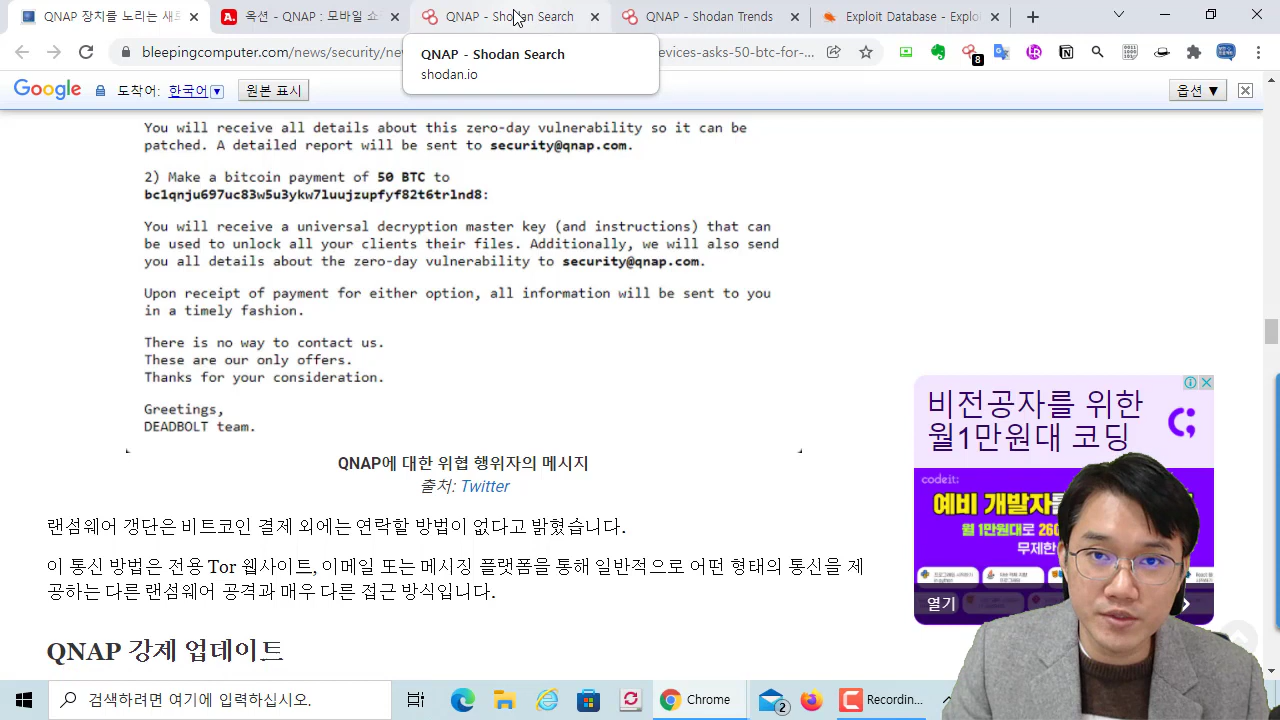 QNAP 장치를 노리는 새로
옥션 - QNAP : 모바일 쇼
QNAP - Shodan Search
QNAP - Shodan Trends
Exploit Database - Explo
QNAP - Shodan Search
shodan.io
bleepingcomputer.com/news/security/ne
evices-asks-50-btc-for-...
8
Google
도착어: 한국어
원본 표시
옵션 ▼
You will receive all details about this zero-day vulnerability so it can be
patched. A detailed report will be sent to security@qnap.com.
2) Make a bitcoin payment of 50 BTC to
bc1qnju697uc83w5u3ykw7luujzupfyf82t6trlnd8:
You will receive a universal decryption master key (and instructions) that can
be used to unlock all your clients their files. Additionally, we will also send
you all details about the zero-day vulnerability to security@qnap.com.
Upon receipt of payment for either option, all information will be sent to you
in a timely fashion.
There is no way to contact us.
These are our only offers.
Thanks for your consideration.
Greetings,
DEADBOLT team.
QNAP에 대한 위협 행위자의 메시지
출처: Twitter
랜섬웨어 갱단은 비트코인 결제 외에는 연락할 방법이 없다고 밝혔습니다.
이 통신 방법은 전용 Tor 웹사이트, 이메일 또는 메시징 플랫폼을 통해 일반적으로 어떤 형태의 통신을 제
공하는 다른 랜섬웨어 공격과 매우 다른 접근 방식입니다.
QNAP 강제 업데이트
비전공자를 위한
월1만원대 코딩
codeit:
예비 개발자
월 1만원대로 260
무제한
열기
검색하려면 여기에 입력하십시오.
Chrome
2
Recordin...